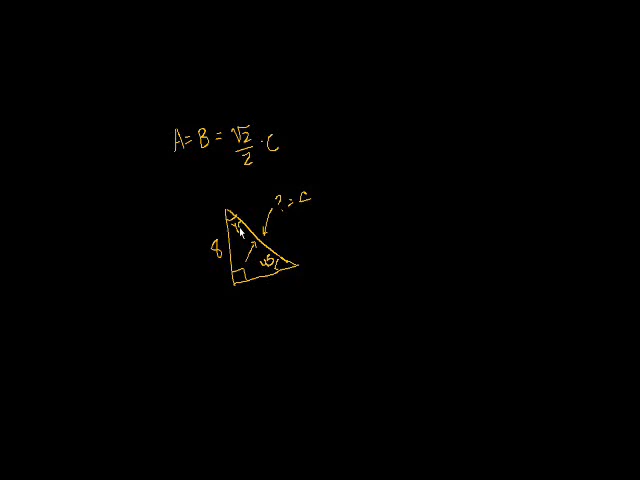 A = B = √2/2 · C
? = C
8
45